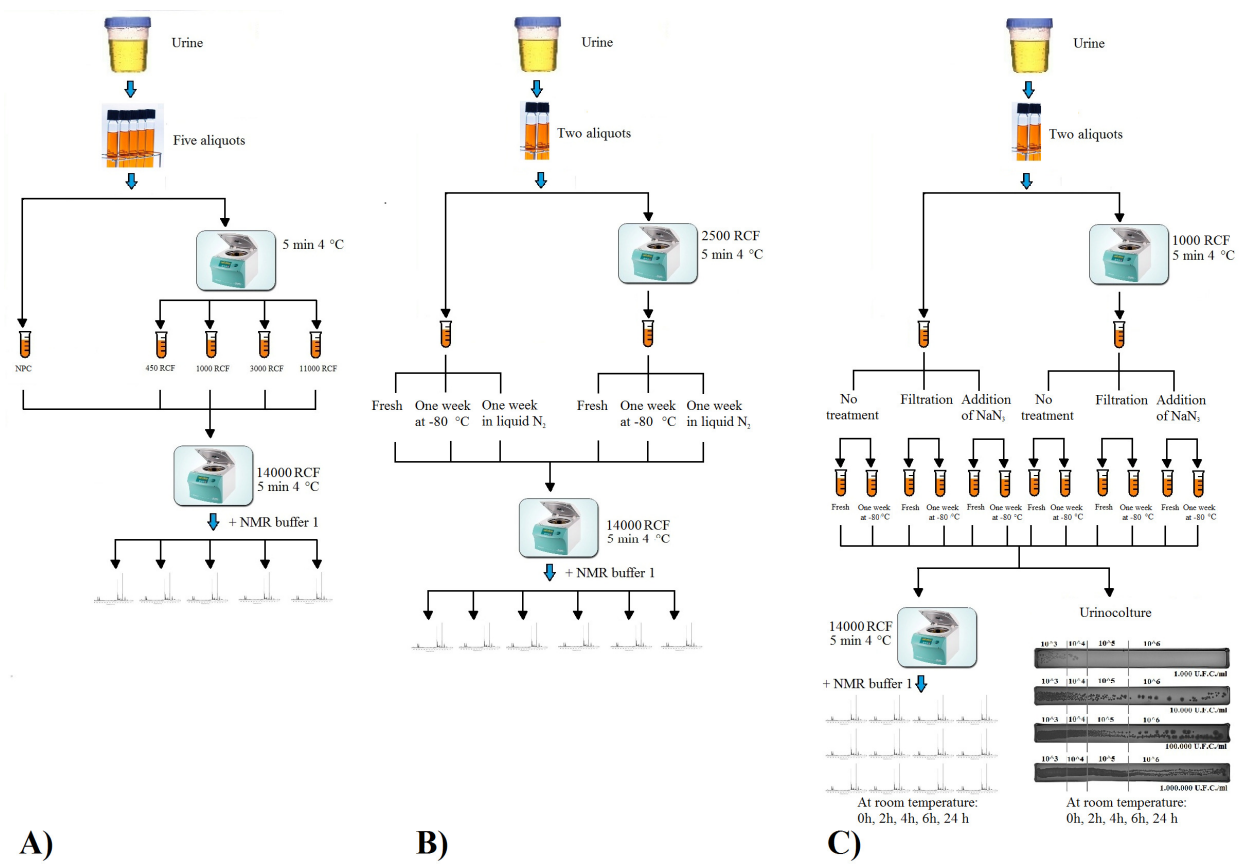 Urine
Five aliquots
5 min 4 °C
NPC
450 RCF
1000 RCF
3000 RCF
11000 RCF
14000 RCF
5 min 4 °C
+ NMR buffer 1
A)
Urine
Two aliquots
2500 RCF
5 min 4 °C
Fresh
One week
at -80 °C
One week
in liquid N₂
Fresh
One week
at -80 °C
One week
in liquid N₂
14000 RCF
5 min 4 °C
+ NMR buffer 1
B)
Urine
Two aliquots
1000 RCF
5 min 4 °C
No
treatment
Filtration
Addition
of NaN₃
No
treatment
Filtration
Addition
of NaN₃
Fresh
One week
at -80 °C
Fresh
One week
at -80 °C
Fresh
One week
at -80 °C
Fresh
One week
at -80 °C
Fresh
One week
at -80 °C
Fresh
One week
at -80 °C
14000 RCF
5 min 4 °C
+ NMR buffer 1
At room temperature:
0h, 2h, 4h, 6h, 24 h
Urinocolture
10^3 10^4 10^5 10^6
1.000 U.F.C./ml
10^3 10^4 10^5 10^6
10.000 U.F.C./ml
10^3 10^4 10^5 10^6
100.000 U.F.C./ml
10^3 10^4 10^5 10^6
1.000.000 U.F.C./ml
At room temperature:
0h, 2h, 4h, 6h, 24 h
C)